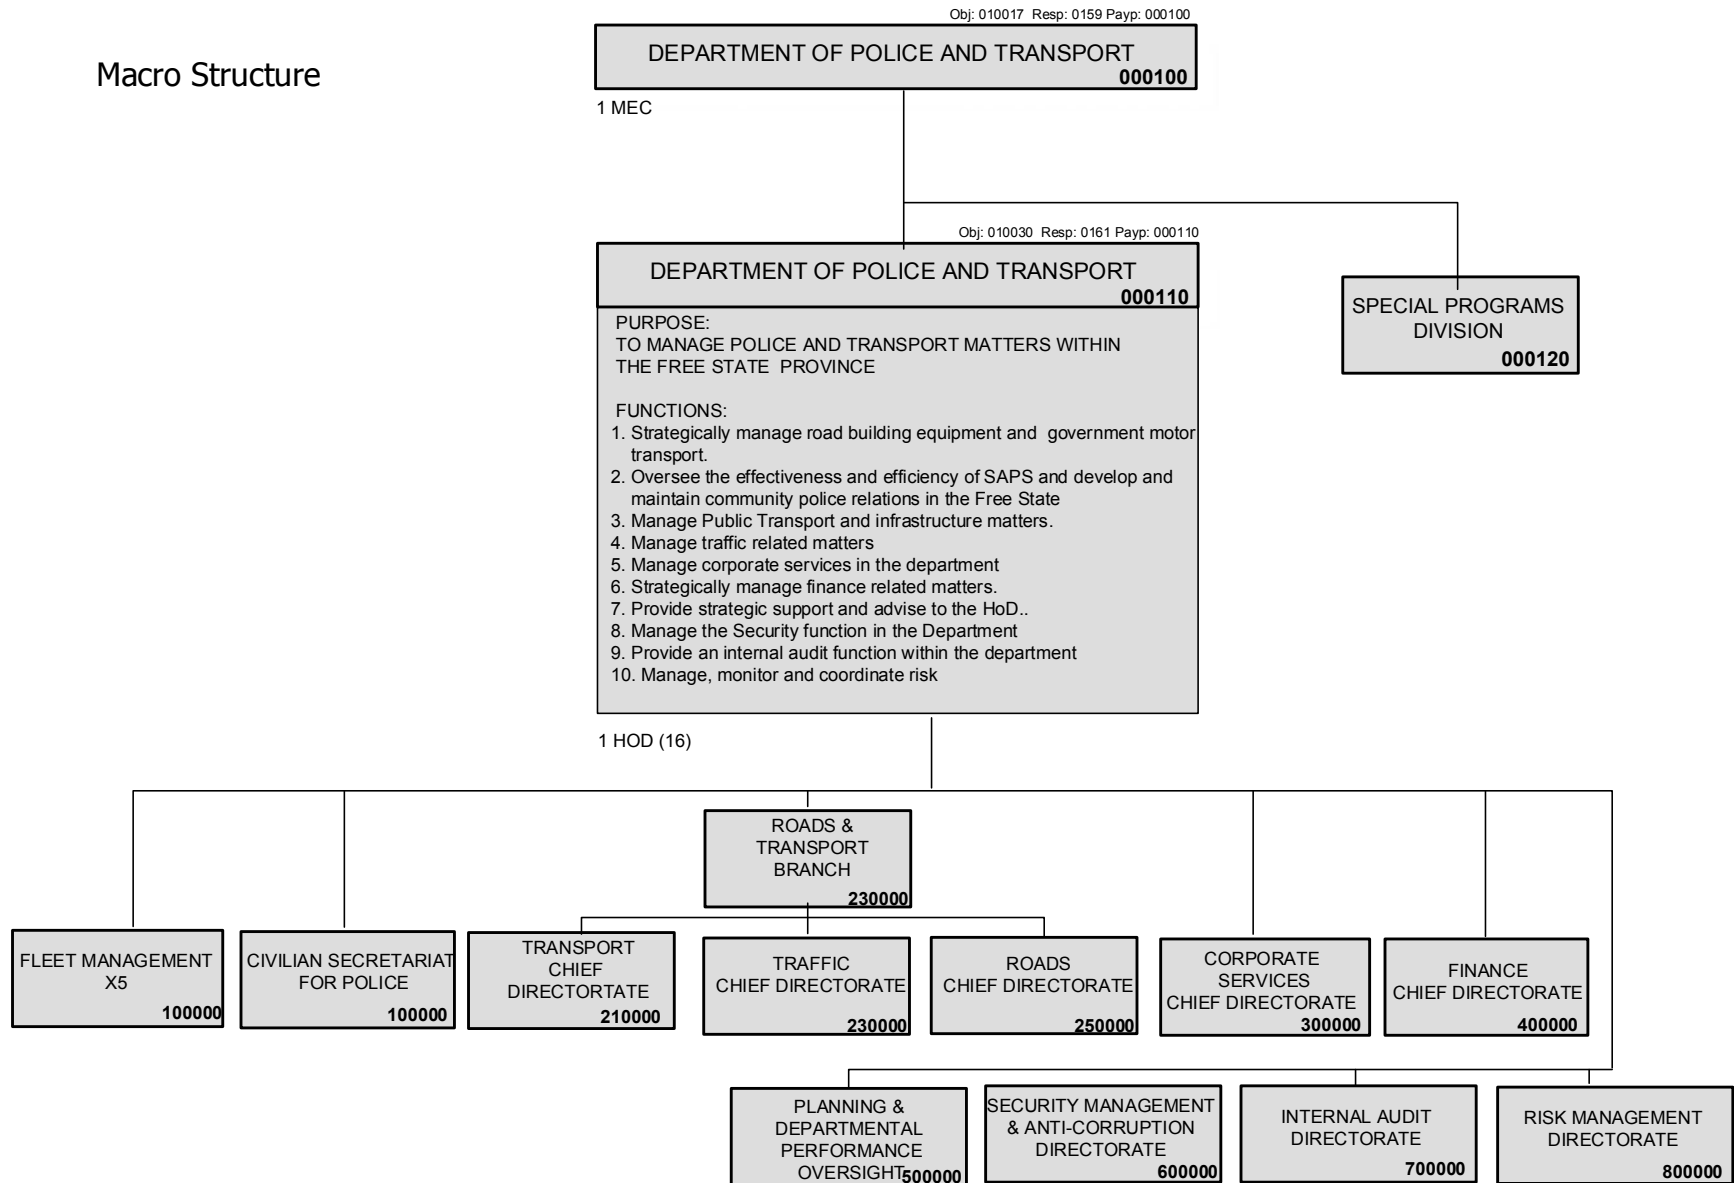 Obj: 010017 Resp: 0159 Payp: 000100
Macro Structure
DEPARTMENT OF POLICE AND TRANSPORT
000100
1 MEC
Obj: 010030 Resp: 0161 Payp: 000110
DEPARTMENT OF POLICE AND TRANSPORT
000110
PURPOSE:
TO MANAGE POLICE AND TRANSPORT MATTERS WITHIN
THE FREE STATE PROVINCE
FUNCTIONS:
1. Strategically manage road building equipment and government motor
transport.
2. Oversee the effectiveness and efficiency of SAPS and develop and
maintain community police relations in the Free State
3. Manage Public Transport and infrastructure matters.
4. Manage traffic related matters
5. Manage corporate services in the department
6. Strategically manage finance related matters.
7. Provide strategic support and advise to the HoD..
8. Manage the Security function in the Department
9. Provide an internal audit function within the department
10. Manage, monitor and coordinate risk
1 HOD (16)
SPECIAL PROGRAMS
DIVISION
000120
ROADS &
TRANSPORT
BRANCH
230000
FLEET MANAGEMENT
X5
100000
CIVILIAN SECRETARIAT
FOR POLICE
100000
TRANSPORT
CHIEF
DIRECTORTATE
210000
TRAFFIC
CHIEF DIRECTORATE
230000
ROADS
CHIEF DIRECTORATE
250000
CORPORATE
SERVICES
CHIEF DIRECTORATE
300000
FINANCE
CHIEF DIRECTORATE
400000
PLANNING &
DEPARTMENTAL
PERFORMANCE
OVERSIGHT
500000
SECURITY MANAGEMENT
& ANTI-CORRUPTION
DIRECTORATE
600000
INTERNAL AUDIT
DIRECTORATE
700000
RISK MANAGEMENT
DIRECTORATE
800000